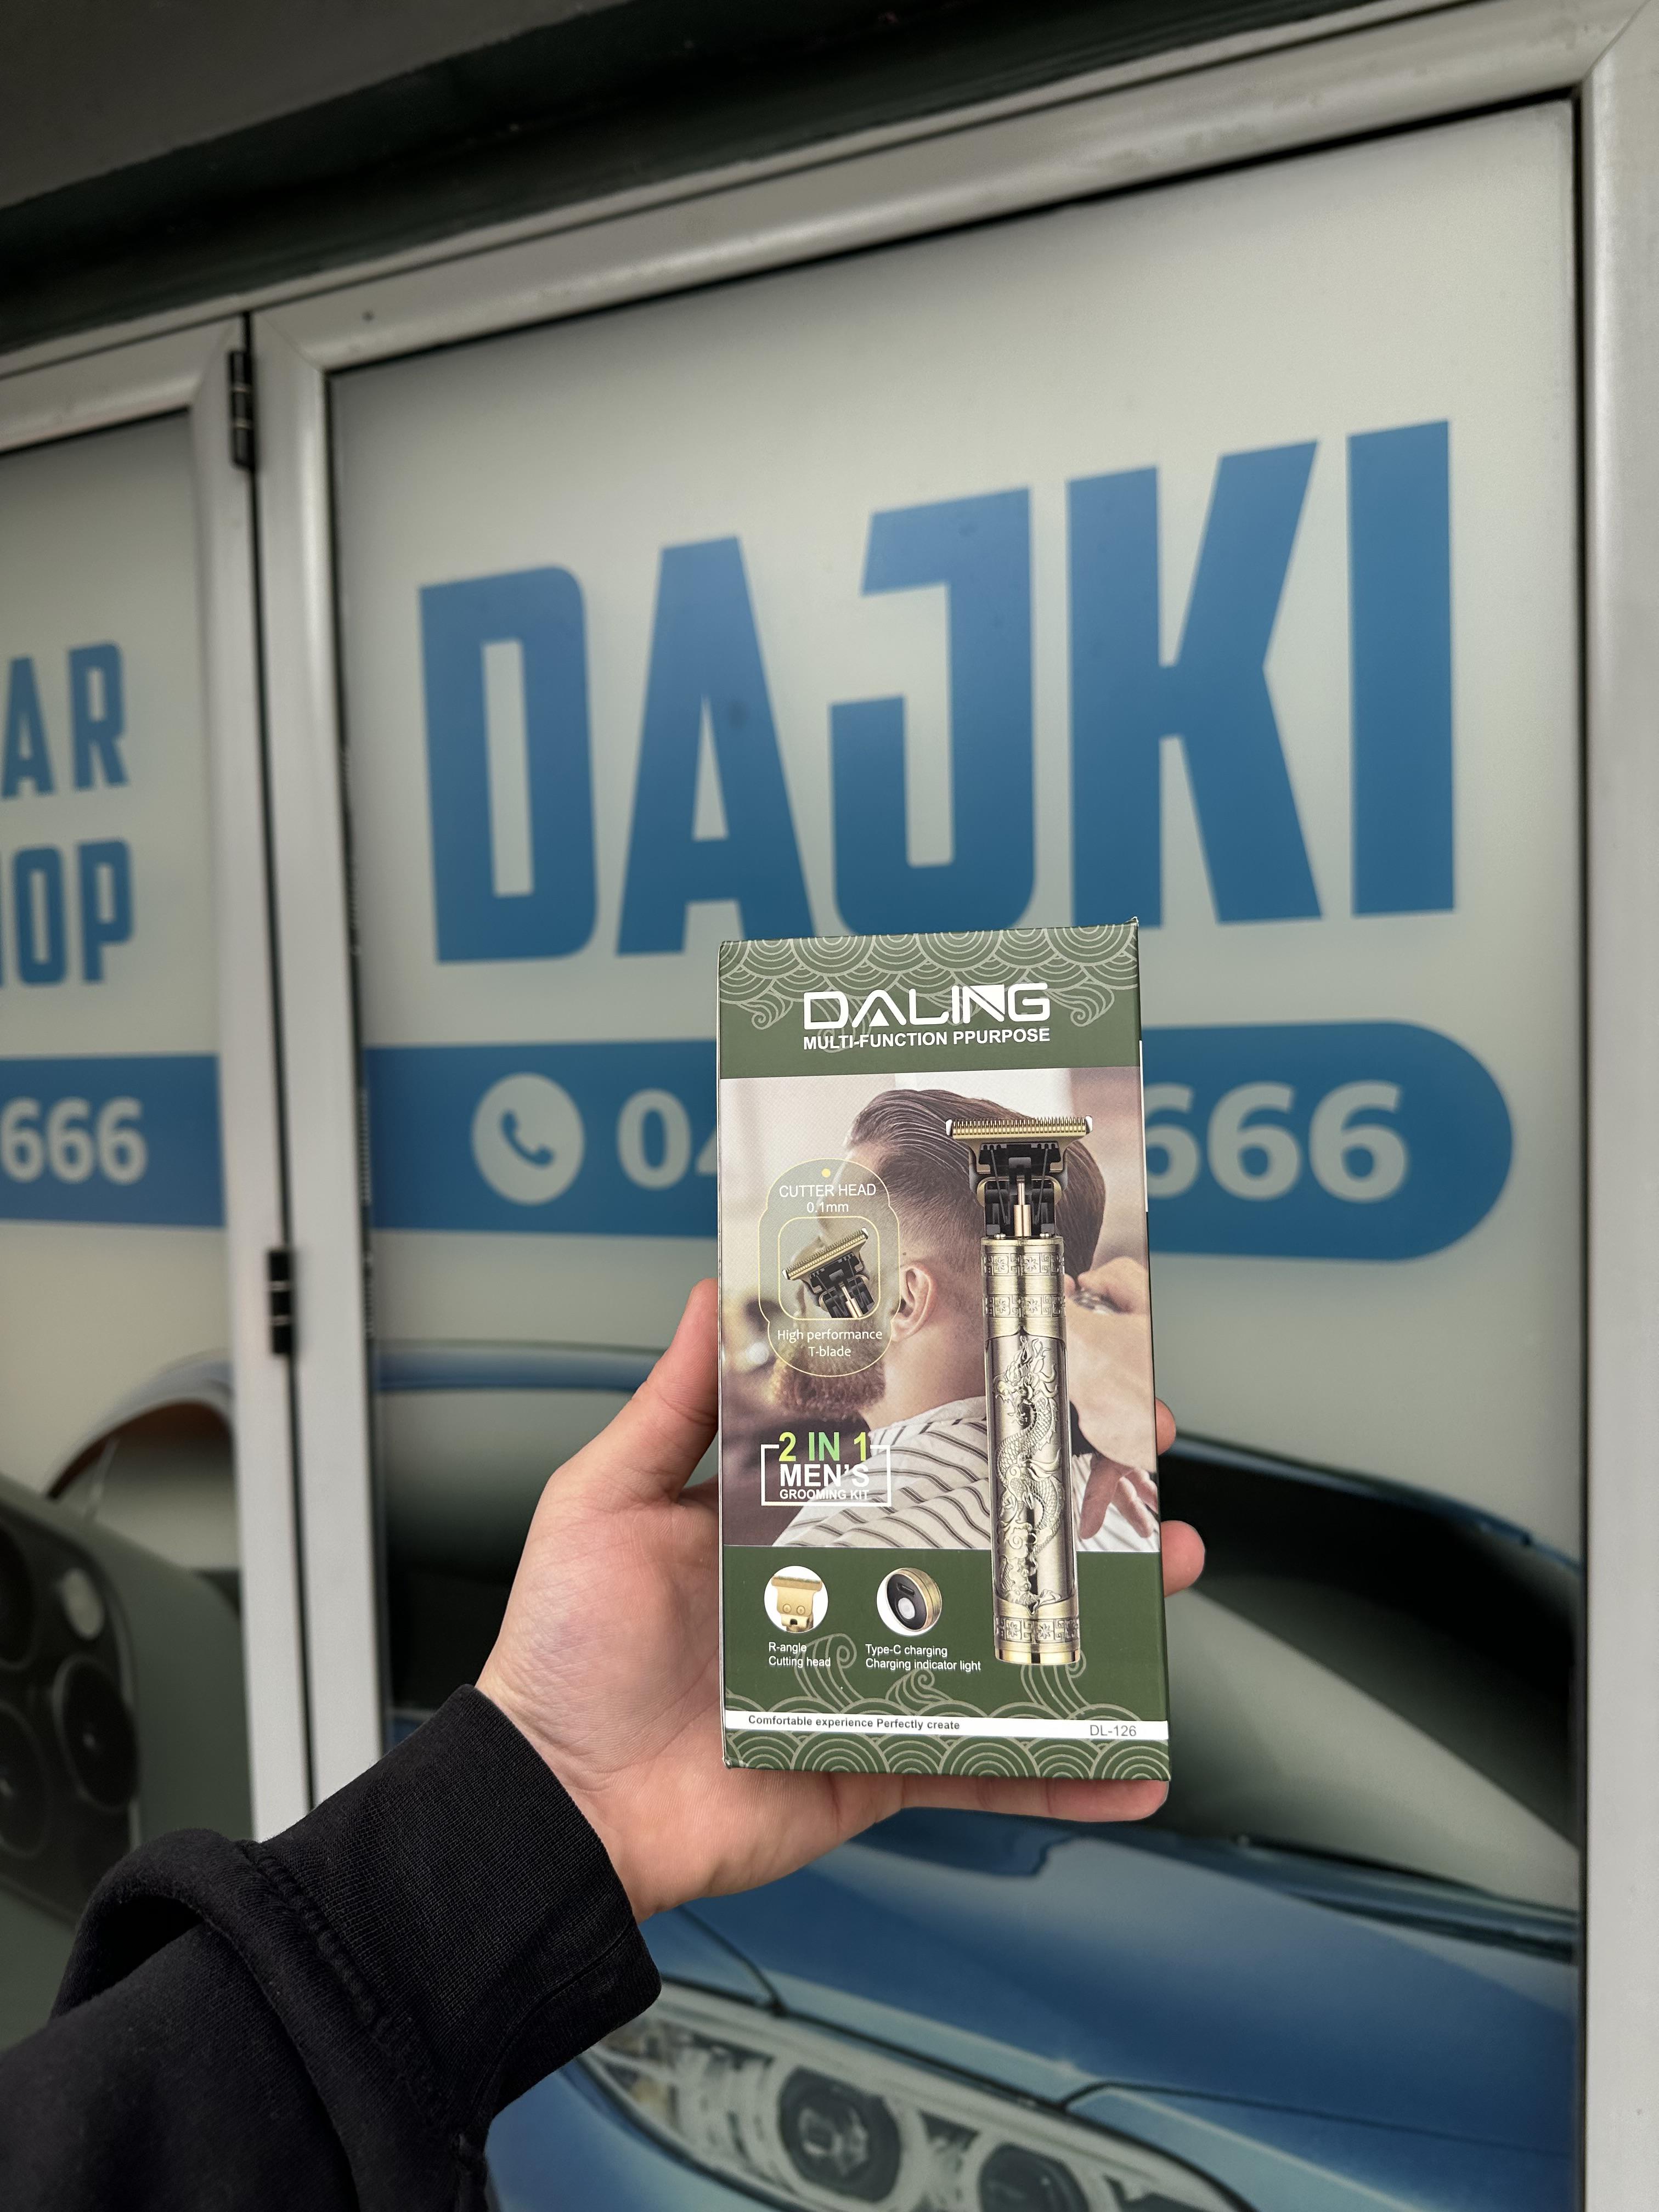 AR
HOP
666
DAJKI
04
666
DALING
MULTI-FUNCTION PPURPOSE
CUTTER HEAD
0.1mm
High performance
T-blade
2 IN 1
MEN'S
GROOMING KIT
R-angle
Cutting head
Type-C charging
Charging indicator light
Comfortable experience Perfectly create
DL-126